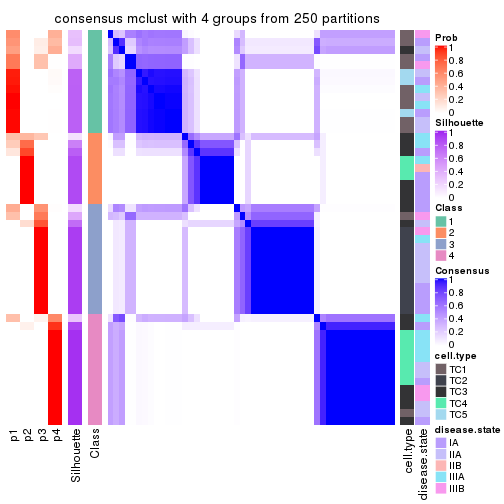 consensus mclust with 4 groups from 250 partitions
Prob
1
0.8
0.6
0.4
0.2
0
Silhouette
1
0.8
0.6
0.4
0.2
0
Class
1
2
3
4
Consensus
1
0.8
0.6
0.4
0.2
0
cell.type
TC1
TC2
TC3
TC4
TC5
disease.state
IA
IIA
IIB
IIIA
IIIB
p1
p2
p3
p4
Silhouette
Class
cell.type
disease.state